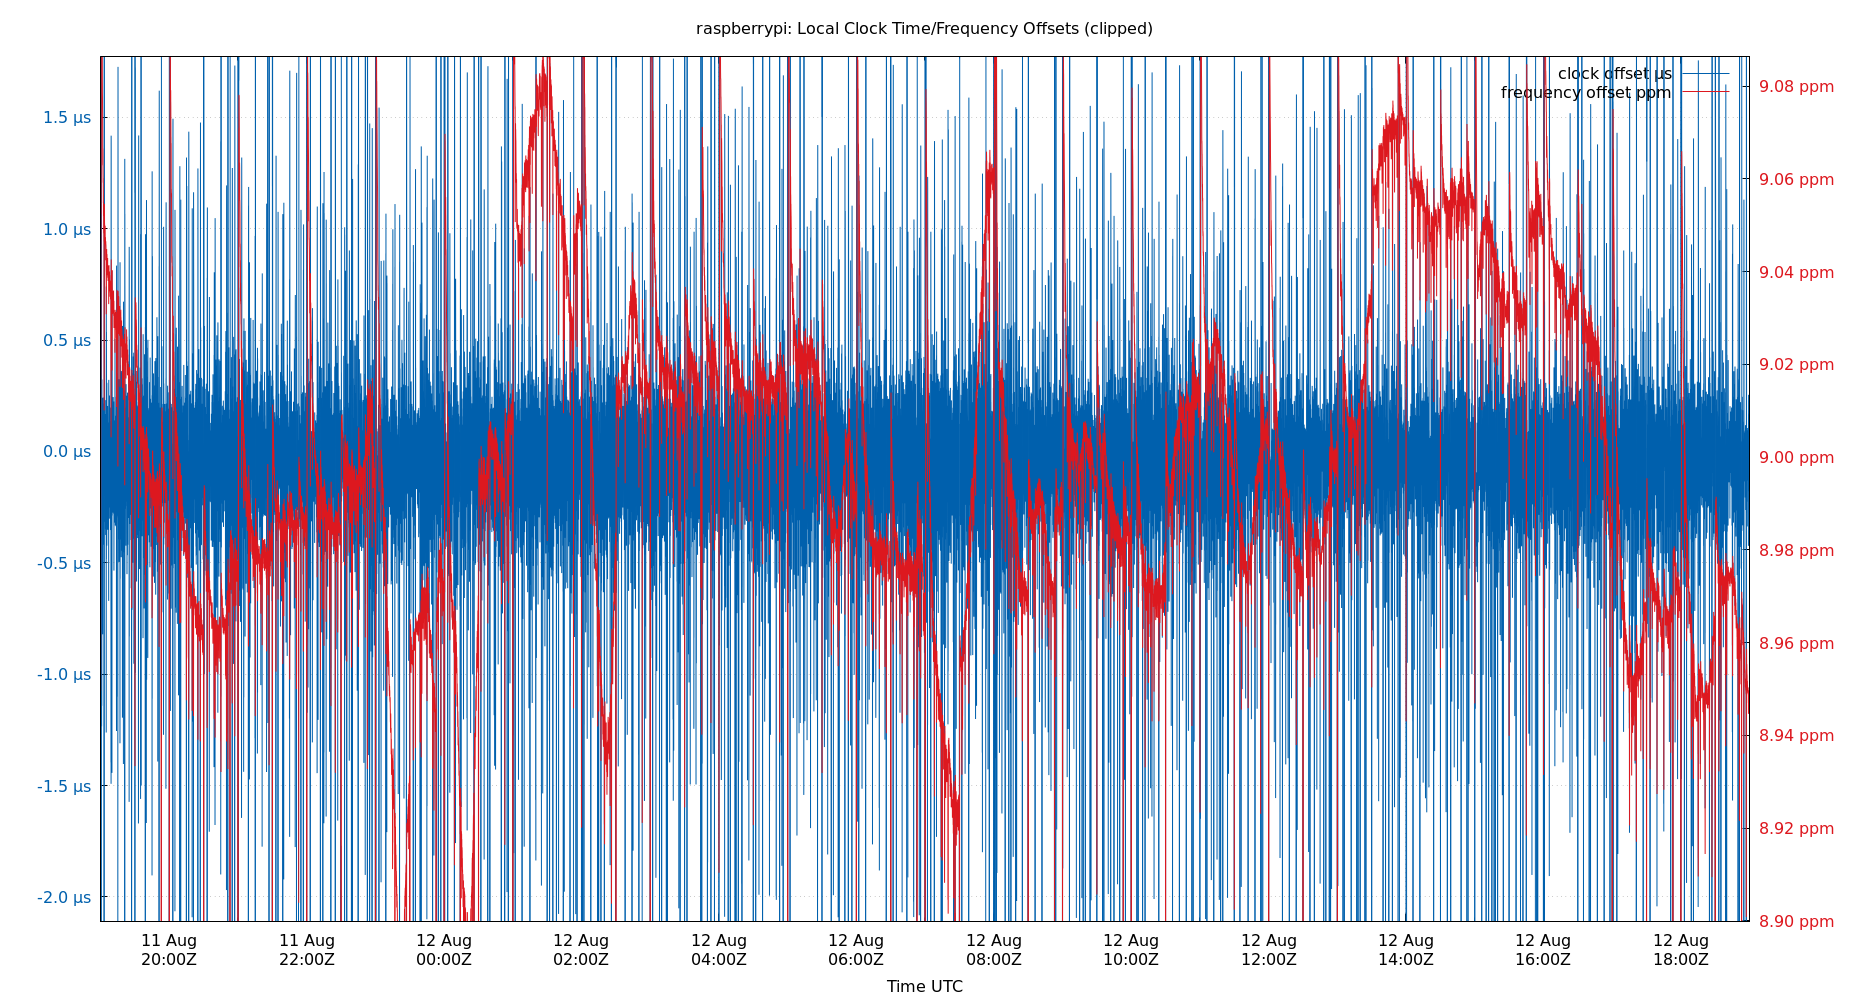 raspberrypi: Local Clock Time/Frequency Offsets (clipped)
clock offset µs
frequency offset ppm
1.5 µs
1.0 µs
0.5 µs
0.0 µs
-0.5 µs
-1.0 µs
-1.5 µs
-2.0 µs
9.08 ppm
9.06 ppm
9.04 ppm
9.02 ppm
9.00 ppm
8.98 ppm
8.96 ppm
8.94 ppm
8.92 ppm
8.90 ppm
11 Aug 11 Aug 12 Aug 12 Aug 12 Aug 12 Aug 12 Aug 12 Aug 12 Aug 12 Aug 12 Aug 12 Aug
20:00Z 22:00Z 00:00Z 02:00Z 04:00Z 06:00Z 08:00Z 10:00Z 12:00Z 14:00Z 16:00Z 18:00Z
Time UTC